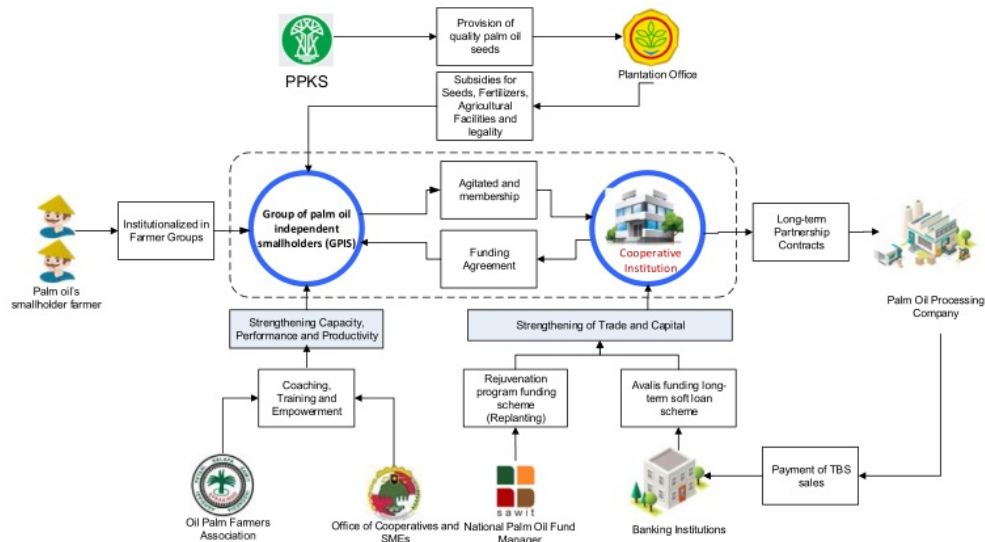 Provision of
quality palm oil
seeds
PPKS
Plantation Office
Subsidies for
Seeds, Fertilizers,
Agricultural
Facilities and
legality
Institutionalized in
Farmer Groups
Group of palm oil
independent
smallholders (GPIS)
Agitated and
membership
Funding
Agreement
Cooperative
Institution
Long-term
Partnership
Contracts
Palm oil's
smallholder farmer
Palm Oil Processing
Company
Strengthening Capacity,
Performance and Productivity
Strengthening of Trade and Capital
Coaching,
Training and
Empowerment
Rejuvenation
program funding
scheme
(Replanting)
Avalis funding long-
term soft loan
scheme
Payment of TBS
sales
sawit
Oil Palm Farmers
Association
Office of Cooperatives and
SMEs
National Palm Oil Fund
Manager
Banking Institutions